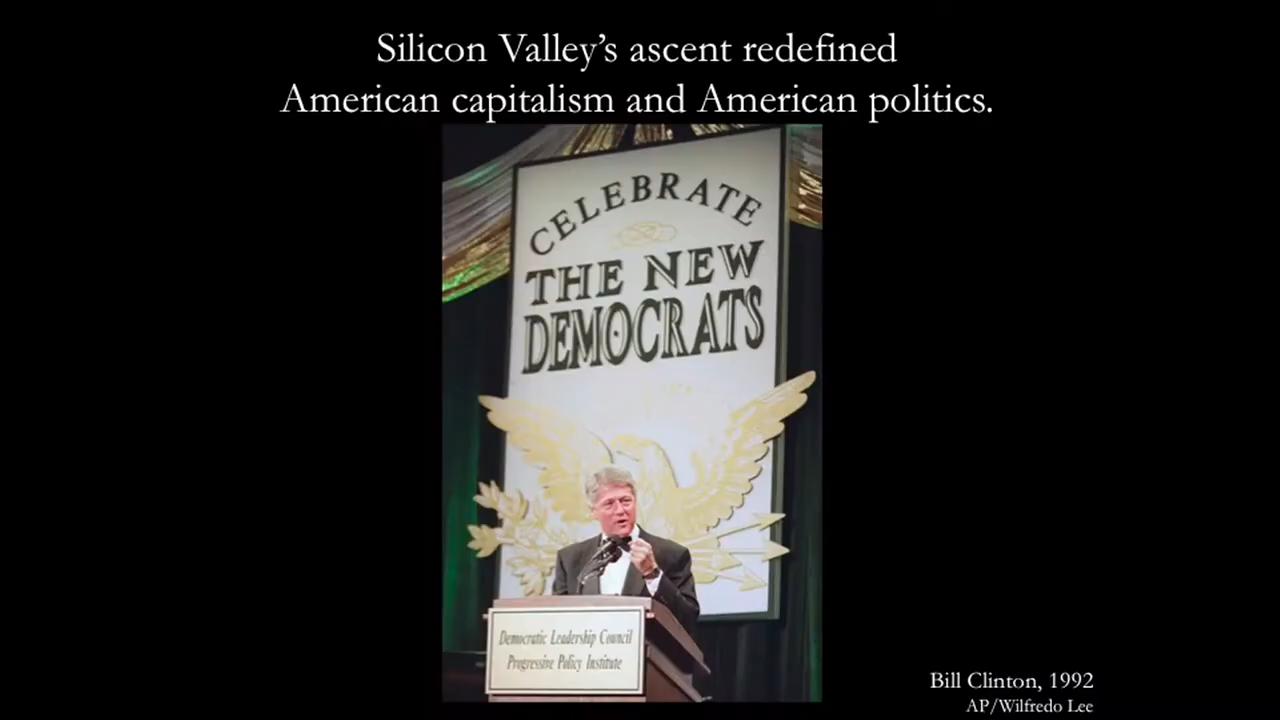 Silicon Valley’s ascent redefined
American capitalism and American politics.
CELEBRATE
THE NEW
DEMOCRATS
Democratic Leadership Council
Progressive Policy Institute
Bill Clinton, 1992
AP/Wilfredo Lee